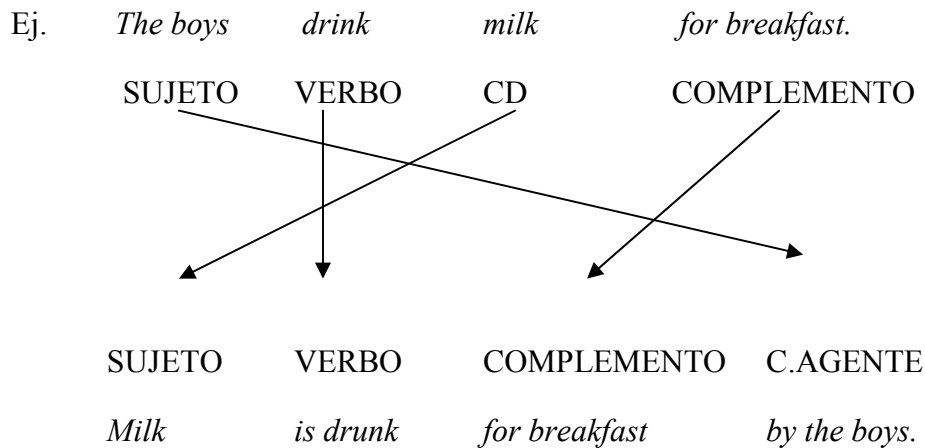 Ej. The boys drink milk for breakfast.
SUJETO VERBO CD COMPLEMENTO
SUJETO VERBO COMPLEMENTO C.AGENTE
Milk is drunk for breakfast by the boys.